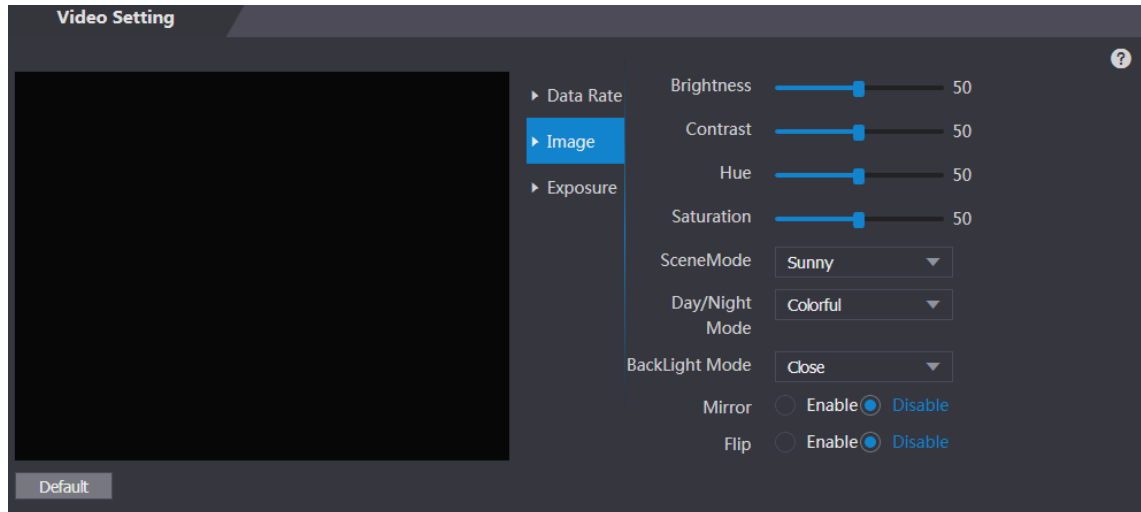 Video Setting
?
Data Rate
Image
Exposure
Brightness 50
Contrast 50
Hue 50
Saturation 50
SceneMode Sunny
Day/Night
Mode
Colorful
BackLight Mode Close
Mirror Enable Disable
Flip Enable Disable
Default